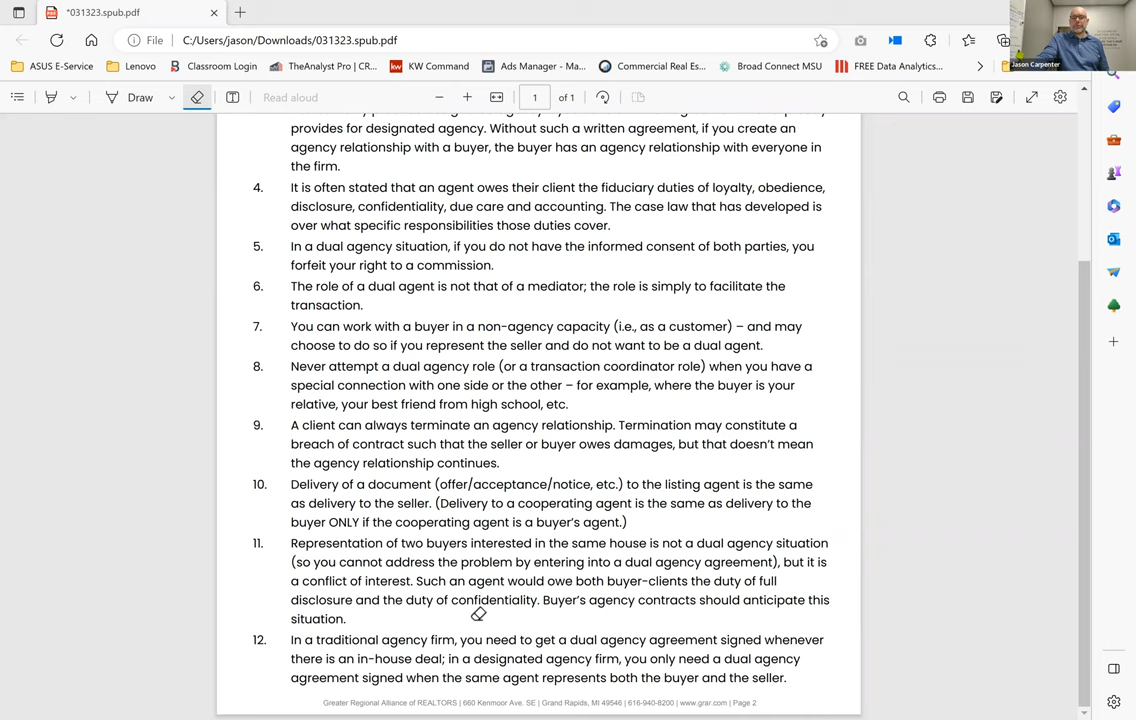 *031323.spub.pdf
File C:/Users/jason/Downloads/031323.spub.pdf
ASUS E-Service Lenovo Classroom Login TheAnalyst Pro | CR... KW Command Ads Manager - Ma... Commercial Real Es... Broad Connect MSU FREE Data Analytics...
Jason Carpenter
Draw Read aloud 1 of 1
provides for designated agency. Without such a written agreement, if you create an
agency relationship with a buyer, the buyer has an agency relationship with everyone in
the firm.
4. It is often stated that an agent owes their client the fiduciary duties of loyalty, obedience,
disclosure, confidentiality, due care and accounting. The case law that has developed is
over what specific responsibilities those duties cover.
5. In a dual agency situation, if you do not have the informed consent of both parties, you
forfeit your right to a commission.
6. The role of a dual agent is not that of a mediator; the role is simply to facilitate the
transaction.
7. You can work with a buyer in a non-agency capacity (i.e., as a customer) – and may
choose to do so if you represent the seller and do not want to be a dual agent.
8. Never attempt a dual agency role (or a transaction coordinator role) when you have a
special connection with one side or the other – for example, where the buyer is your
relative, your best friend from high school, etc.
9. A client can always terminate an agency relationship. Termination may constitute a
breach of contract such that the seller or buyer owes damages, but that doesn't mean
the agency relationship continues.
10. Delivery of a document (offer/acceptance/notice, etc.) to the listing agent is the same
as delivery to the seller. (Delivery to a cooperating agent is the same as delivery to the
buyer ONLY if the cooperating agent is a buyer's agent.)
11. Representation of two buyers interested in the same house is not a dual agency situation
(so you cannot address the problem by entering into a dual agency agreement), but it is
a conflict of interest. Such an agent would owe both buyer-clients the duty of full
disclosure and the duty of confidentiality. Buyer's agency contracts should anticipate this
situation.
12. In a traditional agency firm, you need to get a dual agency agreement signed whenever
there is an in-house deal; in a designated agency firm, you only need a dual agency
agreement signed when the same agent represents both the buyer and the seller.
Greater Regional Alliance of REALTORS | 660 Kenmoor Ave. SE | Grand Rapids, MI 49546 | 616-940-8200 | www.grar.com | Page 2